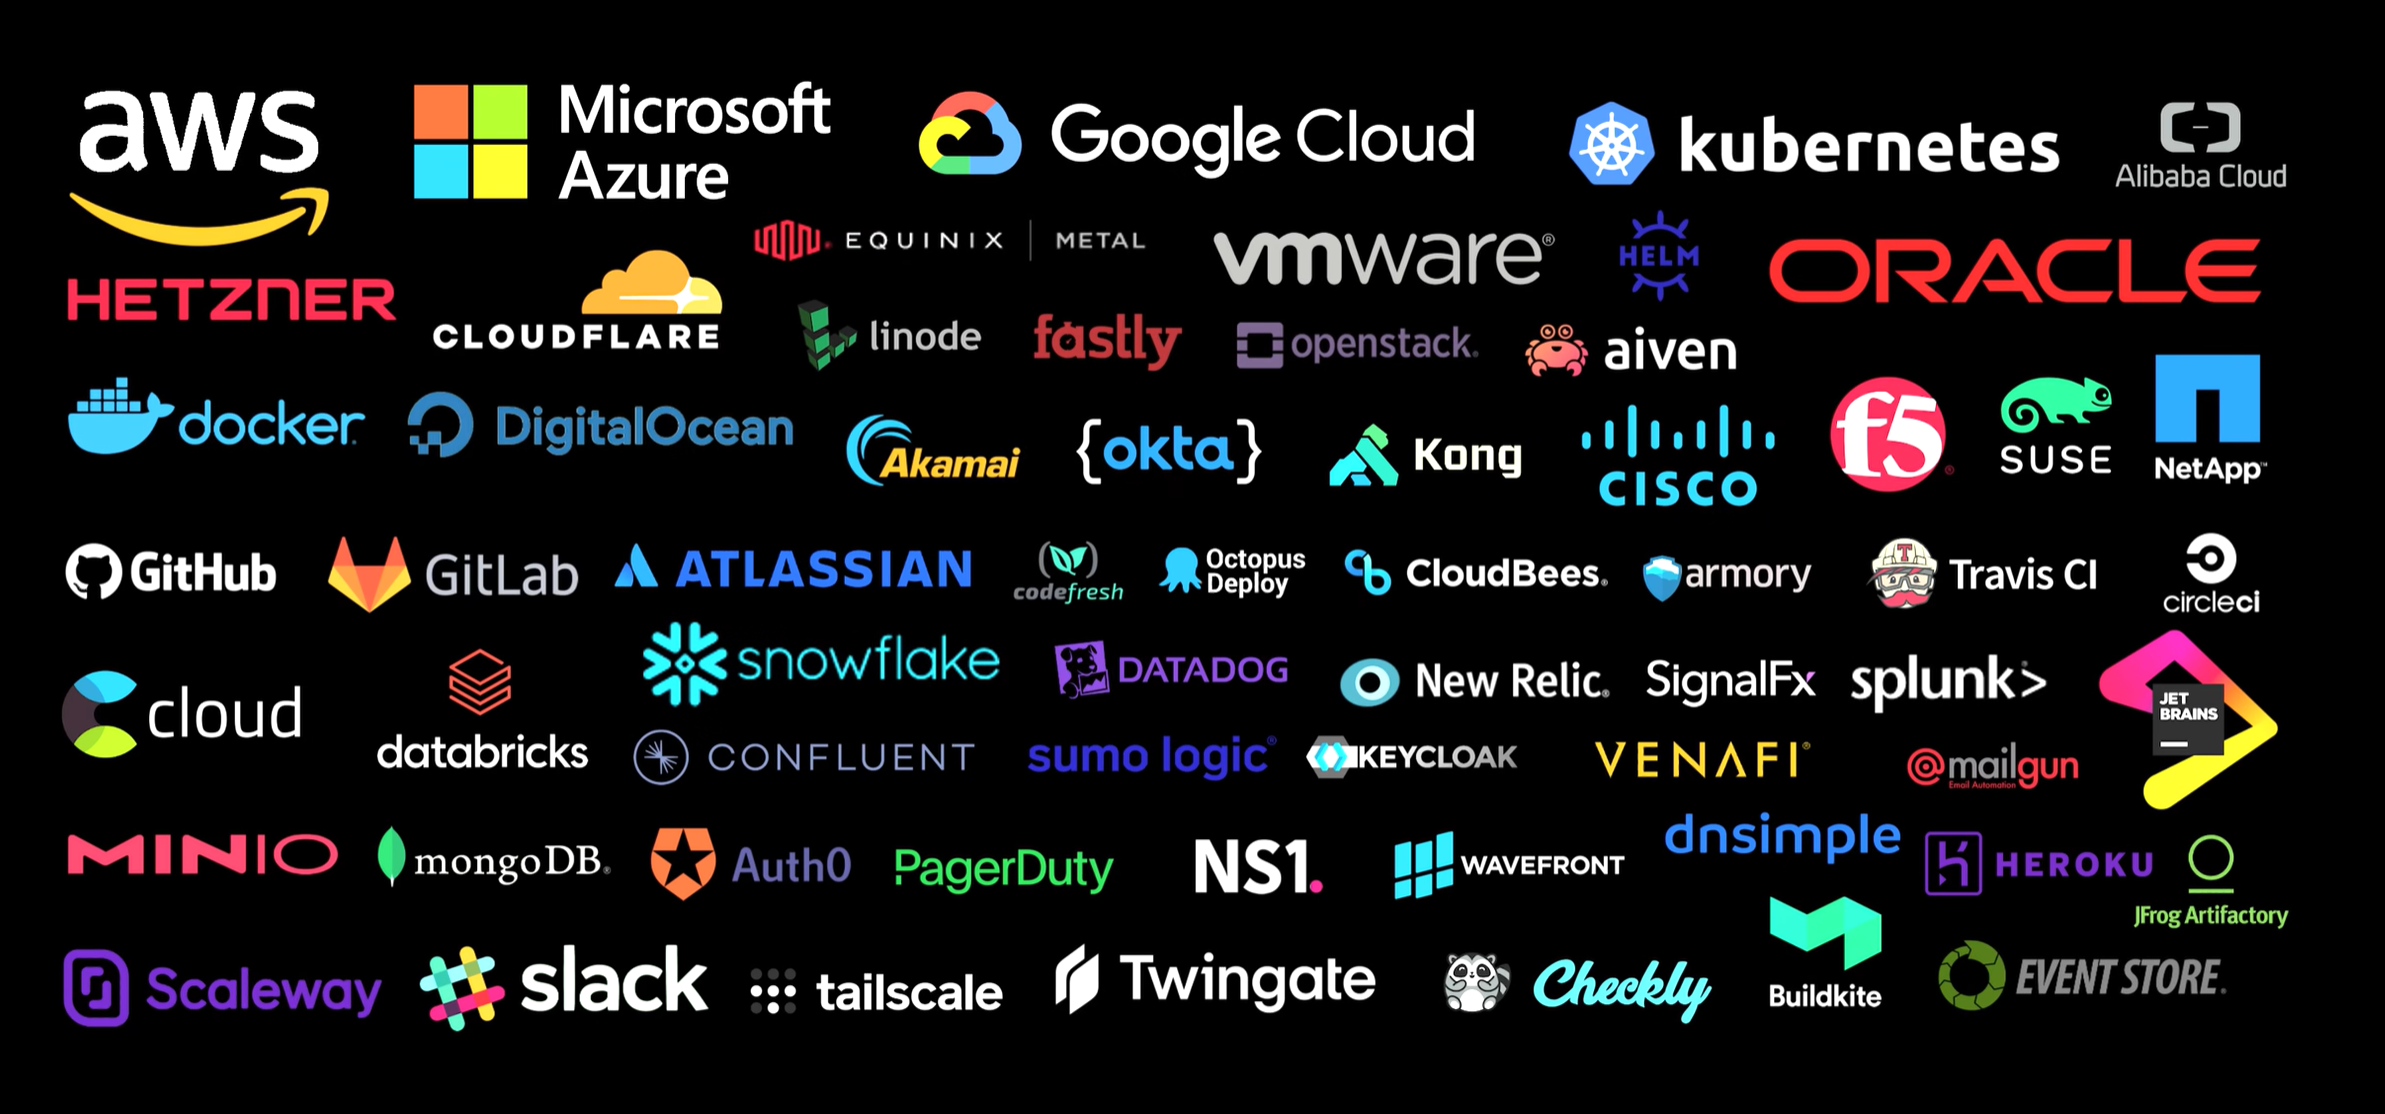 aws
Microsoft
Azure
Google Cloud
kubernetes
Alibaba Cloud
HETZNER
CLOUDFLARE
EQUINIX | METAL
vmware®
HELM
ORACLE
linode
fastly
openstack.
aiven
docker
DigitalOcean
Akamai
{okta}
Kong
CISCO
f5
SUSE
NetApp™
GitHub
GitLab
ATLASSIAN
codefresh
Octopus
Deploy
CloudBees®
armory
T
Travis CI
circleci
cloud
databricks
snowflake
DATADOG
New Relic®
SignalFx
splunk>
JET
BRAINS
CONFLUENT
sumo logic®
KEYCLOAK
VENAFI®
@mailgun
Email Automation
MINIO
mongoDB®
Auth0
PagerDuty
NS1.
WAVEFRONT
dnsimple
HEROKU
JFrog Artifactory
Scaleway
slack
tailscale
Twingate
Checkly
Buildkite
EVENT STORE®